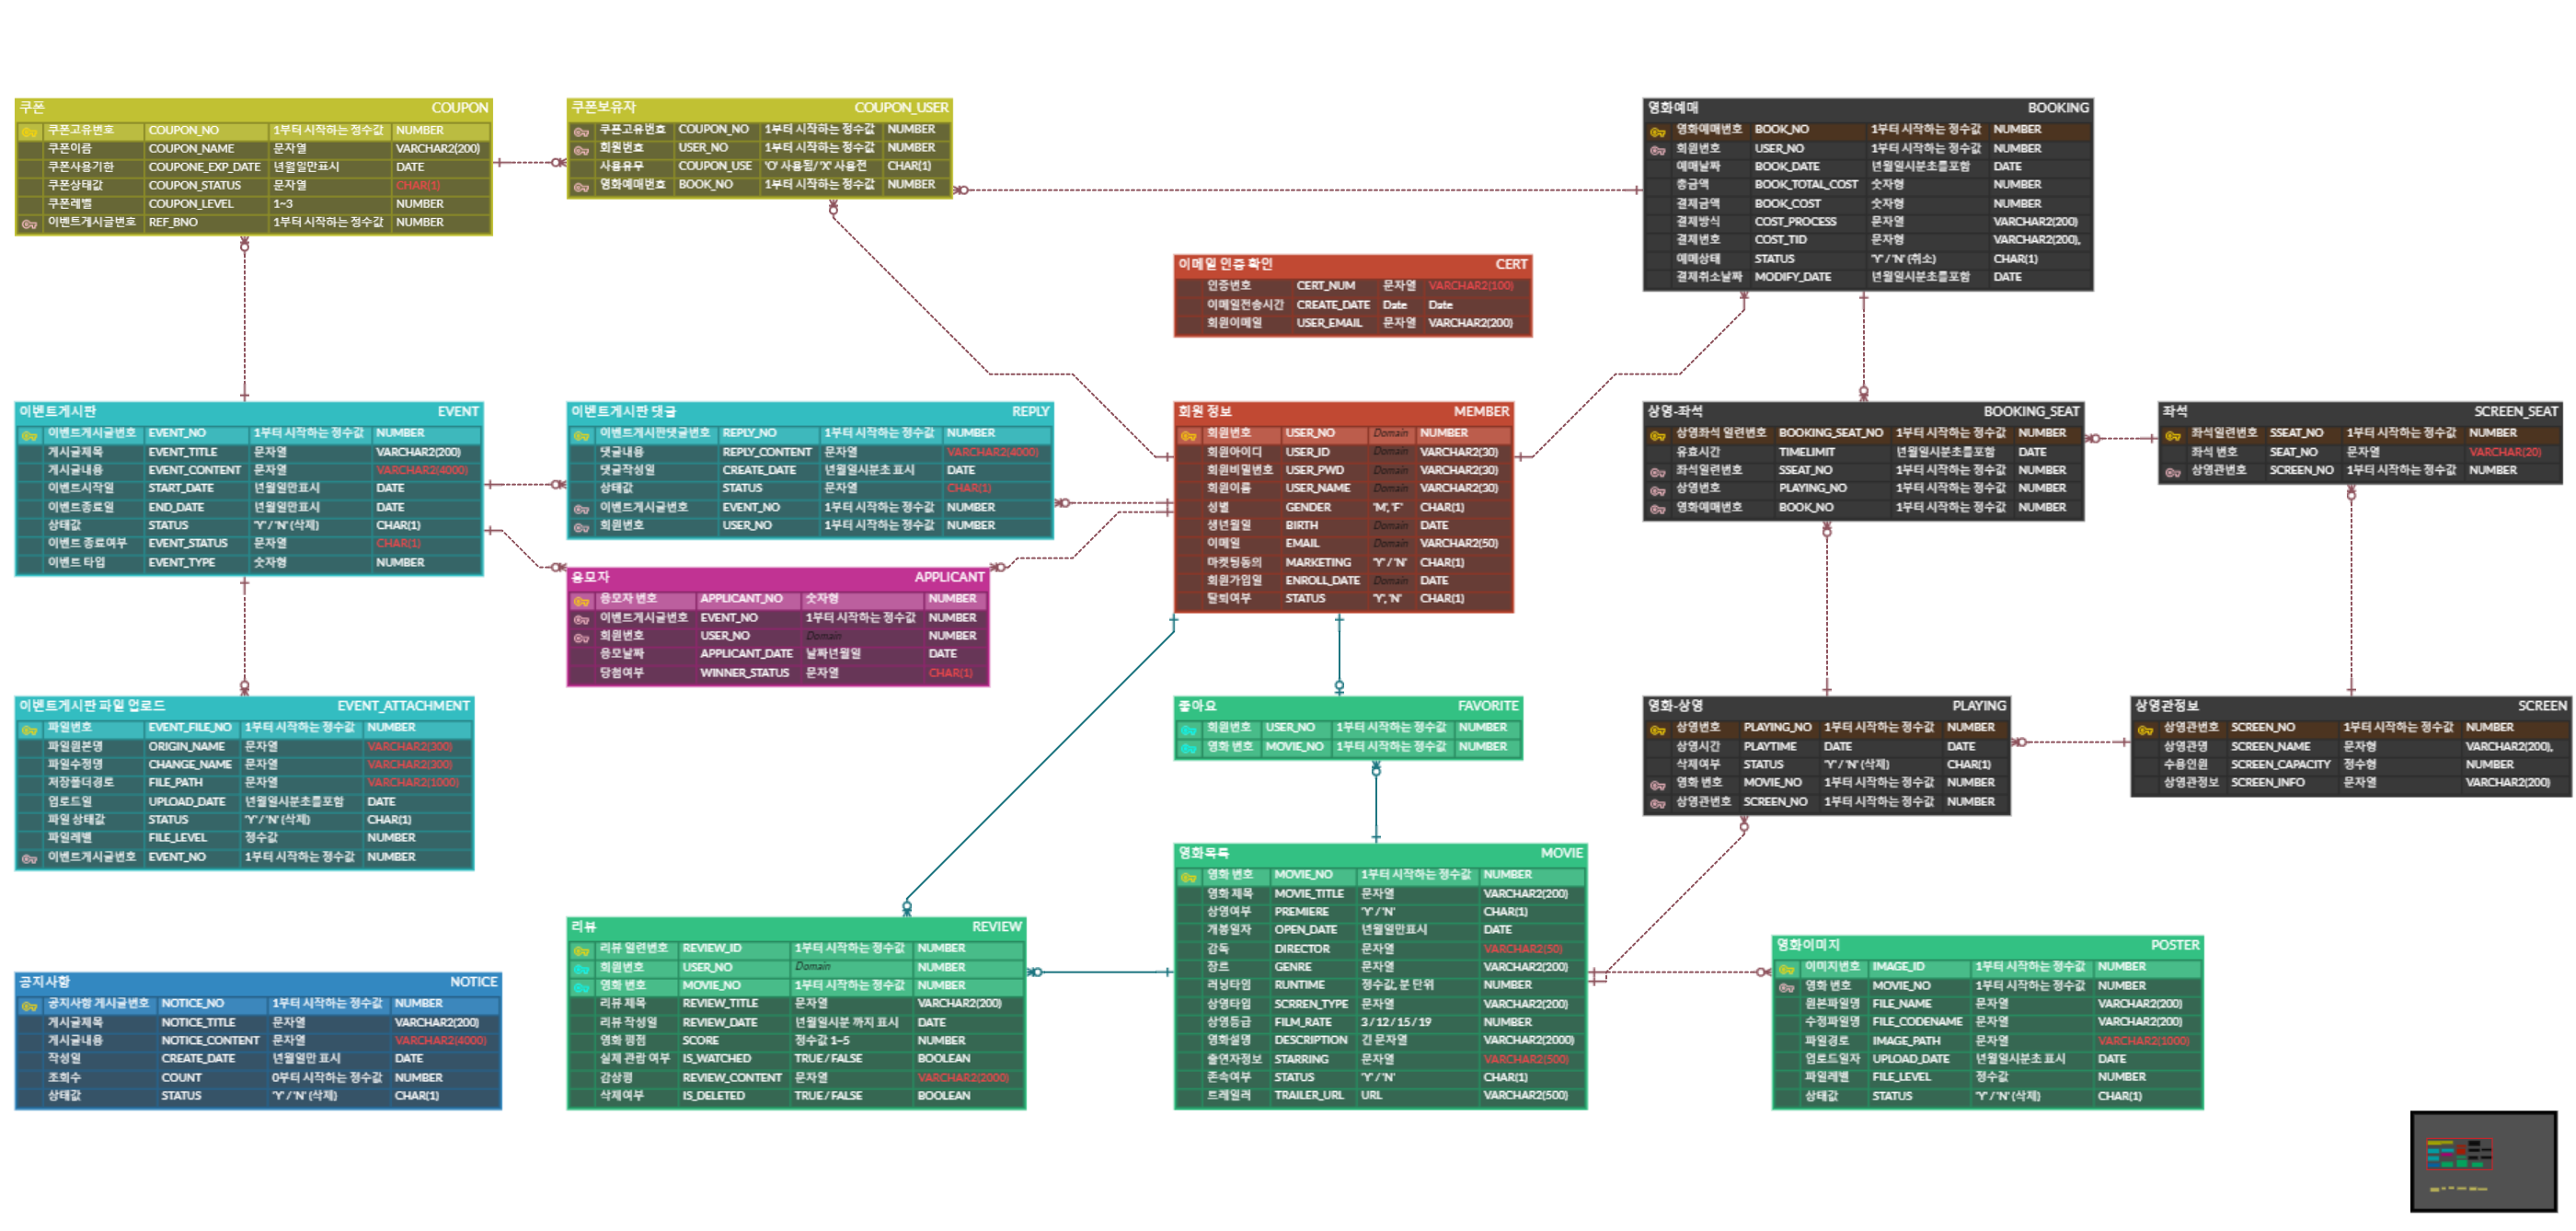 쿠폰 COUPON
쿠폰고유번호 COUPON_NO 1부터 시작하는 정수값 NUMBER
쿠폰이름 COUPON_NAME 문자열 VARCHAR2(200)
쿠폰사용기한 COUPONE_EXP_DATE 년월일만표시 DATE
쿠폰상태값 COUPON_STATUS 문자열 CHAR(1)
쿠폰레벨 COUPON_LEVEL 1~3 NUMBER
이벤트게시글번호 REF_BNO 1부터 시작하는 정수값 NUMBER
쿠폰보유자 COUPON_USER
쿠폰고유번호 COUPON_NO 1부터 시작하는 정수값 NUMBER
회원번호 USER_NO 1부터 시작하는 정수값 NUMBER
사용유무 COUPON_USE 'O' 사용됨/ 'X' 사용전 CHAR(1)
영화예매번호 BOOK_NO 1부터 시작하는 정수값 NUMBER
영화예매 BOOKING
영화예매번호 BOOK_NO 1부터 시작하는 정수값 NUMBER
회원번호 USER_NO 1부터 시작하는 정수값 NUMBER
예매날짜 BOOK_DATE 년월일시분초를포함 DATE
총금액 BOOK_TOTAL_COST 숫자형 NUMBER
결제금액 BOOK_COST 숫자형 NUMBER
결제방식 COST_PROCESS 문자열 VARCHAR2(200)
결제번호 COST_TID 문자형 VARCHAR2(200),
예매상태 STATUS 'Y' / 'N' (취소) CHAR(1)
결제취소날짜 MODIFY_DATE 년월일시분초를포함 DATE
이메일 인증 확인 CERT
인증번호 CERT_NUM 문자열 VARCHAR2(100)
이메일전송시간 CREATE_DATE Date Date
회원이메일 USER_EMAIL 문자열 VARCHAR2(200)
이벤트게시판 EVENT
이벤트게시글번호 EVENT_NO 1부터 시작하는 정수값 NUMBER
게시글제목 EVENT_TITLE 문자열 VARCHAR2(200)
게시글내용 EVENT_CONTENT 문자열 VARCHAR2(4000)
이벤트시작일 START_DATE 년월일만표시 DATE
이벤트종료일 END_DATE 년월일만표시 DATE
상태값 STATUS 'Y' / 'N' (삭제) CHAR(1)
이벤트 종료여부 EVENT_STATUS 문자열 CHAR(1)
이벤트 타입 EVENT_TYPE 숫자형 NUMBER
이벤트게시판 댓글 REPLY
이벤트게시판댓글번호 REPLY_NO 1부터 시작하는 정수값 NUMBER
댓글내용 REPLY_CONTENT 문자열 VARCHAR2(4000)
댓글작성일 CREATE_DATE 년월일시분초 표시 DATE
상태값 STATUS 문자열 CHAR(1)
이벤트게시글번호 EVENT_NO 1부터 시작하는 정수값 NUMBER
회원번호 USER_NO 1부터 시작하는 정수값 NUMBER
회원 정보 MEMBER
회원번호 USER_NO Domain NUMBER
회원아이디 USER_ID Domain VARCHAR2(30)
회원비밀번호 USER_PWD Domain VARCHAR2(30)
회원이름 USER_NAME Domain VARCHAR2(30)
성별 GENDER 'M', 'F' CHAR(1)
생년월일 BIRTH Domain DATE
이메일 EMAIL Domain VARCHAR2(50)
마켓팅동의 MARKETING 'Y' / 'N' CHAR(1)
회원가입일 ENROLL_DATE Domain DATE
탈퇴여부 STATUS 'Y', 'N' CHAR(1)
상영-좌석 BOOKING_SEAT
상영좌석 일련번호 BOOKING_SEAT_NO 1부터 시작하는 정수값 NUMBER
유효시간 TIMELIMIT 년월일시분초를포함 DATE
좌석일련번호 SSEAT_NO 1부터 시작하는 정수값 NUMBER
상영번호 PLAYING_NO 1부터 시작하는 정수값 NUMBER
영화예매번호 BOOK_NO 1부터 시작하는 정수값 NUMBER
좌석 SCREEN_SEAT
좌석일련번호 SSEAT_NO 1부터 시작하는 정수값 NUMBER
좌석 번호 SEAT_NO 문자열 VARCHAR(20)
상영관번호 SCREEN_NO 1부터 시작하는 정수값 NUMBER
응모자 APPLICANT
응모자 번호 APPLICANT_NO 숫자형 NUMBER
이벤트게시글번호 EVENT_NO 1부터 시작하는 정수값 NUMBER
회원번호 USER_NO Domain NUMBER
응모날짜 APPLICANT_DATE 날짜년월일 DATE
당첨여부 WINNER_STATUS 문자열 CHAR(1)
이벤트게시판 파일 업로드 EVENT_ATTACHMENT
파일번호 EVENT_FILE_NO 1부터 시작하는 정수값 NUMBER
파일원본명 ORIGIN_NAME 문자열 VARCHAR2(300)
파일수정명 CHANGE_NAME 문자열 VARCHAR2(300)
저장폴더경로 FILE_PATH 문자열 VARCHAR2(1000)
업로드일 UPLOAD_DATE 년월일시분초를포함 DATE
파일 상태값 STATUS 'Y' / 'N' (삭제) CHAR(1)
파일레벨 FILE_LEVEL 정수값 NUMBER
이벤트게시글번호 EVENT_NO 1부터 시작하는 정수값 NUMBER
좋아요 FAVORITE
회원번호 USER_NO 1부터 시작하는 정수값 NUMBER
영화 번호 MOVIE_NO 1부터 시작하는 정수값 NUMBER
영화-상영 PLAYING
상영번호 PLAYING_NO 1부터 시작하는 정수값 NUMBER
상영시간 PLAYTIME DATE DATE
삭제여부 STATUS 'Y' / 'N' (삭제) CHAR(1)
영화 번호 MOVIE_NO 1부터 시작하는 정수값 NUMBER
상영관번호 SCREEN_NO 1부터 시작하는 정수값 NUMBER
상영관정보 SCREEN
상영관번호 SCREEN_NO 1부터 시작하는 정수값 NUMBER
상영관명 SCREEN_NAME 문자형 VARCHAR2(200),
수용인원 SCREEN_CAPACITY 정수형 NUMBER
상영관정보 SCREEN_INFO 문자열 VARCHAR2(200)
영화목록 MOVIE
영화 번호 MOVIE_NO 1부터 시작하는 정수값 NUMBER
영화 제목 MOVIE_TITLE 문자열 VARCHAR2(200)
상영여부 PREMIERE 'Y' / 'N' CHAR(1)
개봉일자 OPEN_DATE 년월일만표시 DATE
감독 DIRECTOR 문자열 VARCHAR2(50)
장르 GENRE 문자열 VARCHAR2(200)
러닝타임 RUNTIME 정수값, 분 단위 NUMBER
상영타입 SCRREN_TYPE 문자열 VARCHAR2(200)
상영등급 FILM_RATE 3 / 12 / 15 / 19 NUMBER
영화설명 DESCRIPTION 긴 문자열 VARCHAR2(2000)
출연자정보 STARRING 문자열 VARCHAR2(500)
존속여부 STATUS 'Y' / 'N' CHAR(1)
트레일러 TRAILER_URL URL VARCHAR2(500)
리뷰 REVIEW
리뷰 일련번호 REVIEW_ID 1부터 시작하는 정수값 NUMBER
회원번호 USER_NO Domain NUMBER
영화 번호 MOVIE_NO 1부터 시작하는 정수값 NUMBER
리뷰 제목 REVIEW_TITLE 문자열 VARCHAR2(200)
리뷰 작성일 REVIEW_DATE 년월일시분 까지 표시 DATE
영화 평점 SCORE 정수값 1~5 NUMBER
실제 관람 여부 IS_WATCHED TRUE / FALSE BOOLEAN
감상평 REVIEW_CONTENT 문자열 VARCHAR2(2000)
삭제여부 IS_DELETED TRUE / FALSE BOOLEAN
영화이미지 POSTER
이미지번호 IMAGE_ID 1부터 시작하는 정수값 NUMBER
영화 번호 MOVIE_NO 1부터 시작하는 정수값 NUMBER
원본파일명 FILE_NAME 문자열 VARCHAR2(200)
수정파일명 FILE_CODENAME 문자열 VARCHAR2(200)
파일경로 IMAGE_PATH 문자열 VARCHAR2(1000)
업로드일자 UPLOAD_DATE 년월일시분초 표시 DATE
파일레벨 FILE_LEVEL 정수값 NUMBER
상태값 STATUS 'Y' / 'N' (삭제) CHAR(1)
공지사항 NOTICE
공지사항 게시글번호 NOTICE_NO 1부터 시작하는 정수값 NUMBER
게시글제목 NOTICE_TITLE 문자열 VARCHAR2(200)
게시글내용 NOTICE_CONTENT 문자열 VARCHAR2(4000)
작성일 CREATE_DATE 년월일만 표시 DATE
조회수 COUNT 0부터 시작하는 정수값 NUMBER
상태값 STATUS 'Y' / 'N' (삭제) CHAR(1)